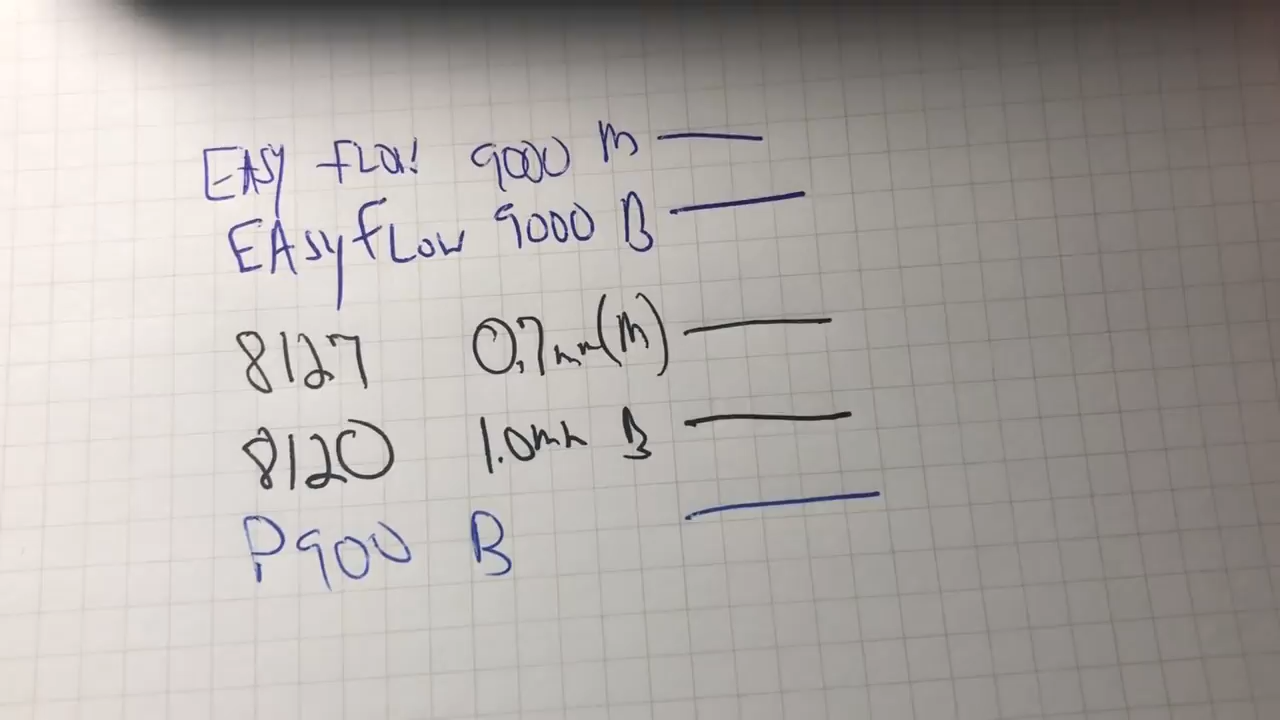 EASY FLOW 9000 M
EASYFLOW 9000 B
8127 0,7mm (M)
8120 1.0mm B
P900 B